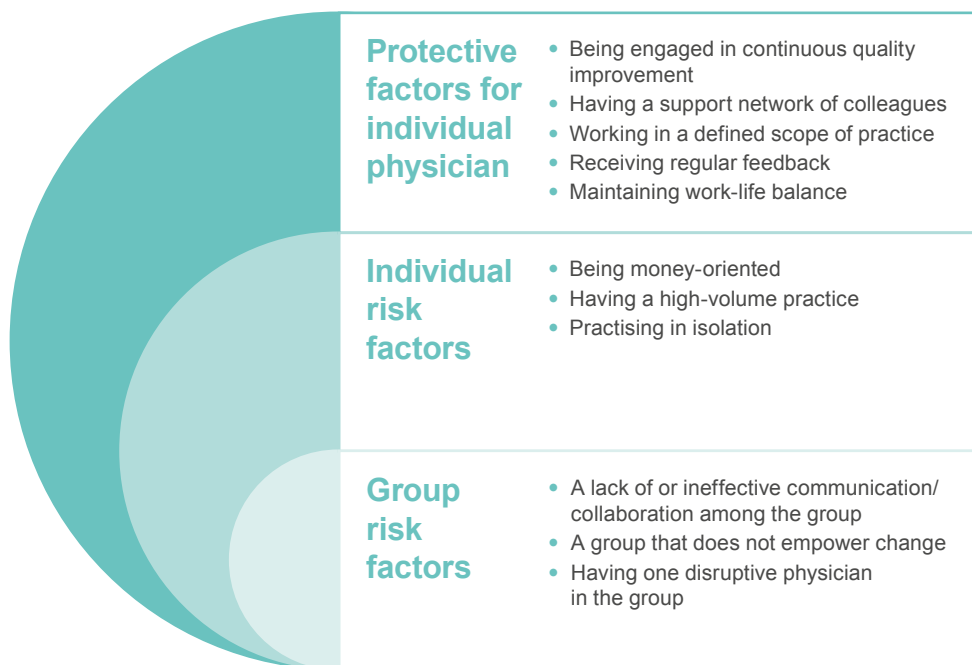 Protective
factors for
individual
physician
• Being engaged in continuous quality
improvement
• Having a support network of colleagues
• Working in a defined scope of practice
• Receiving regular feedback
• Maintaining work-life balance
Individual
risk
factors
• Being money-oriented
• Having a high-volume practice
• Practising in isolation
Group
risk
factors
• A lack of or ineffective communication/
collaboration among the group
• A group that does not empower change
• Having one disruptive physician
in the group